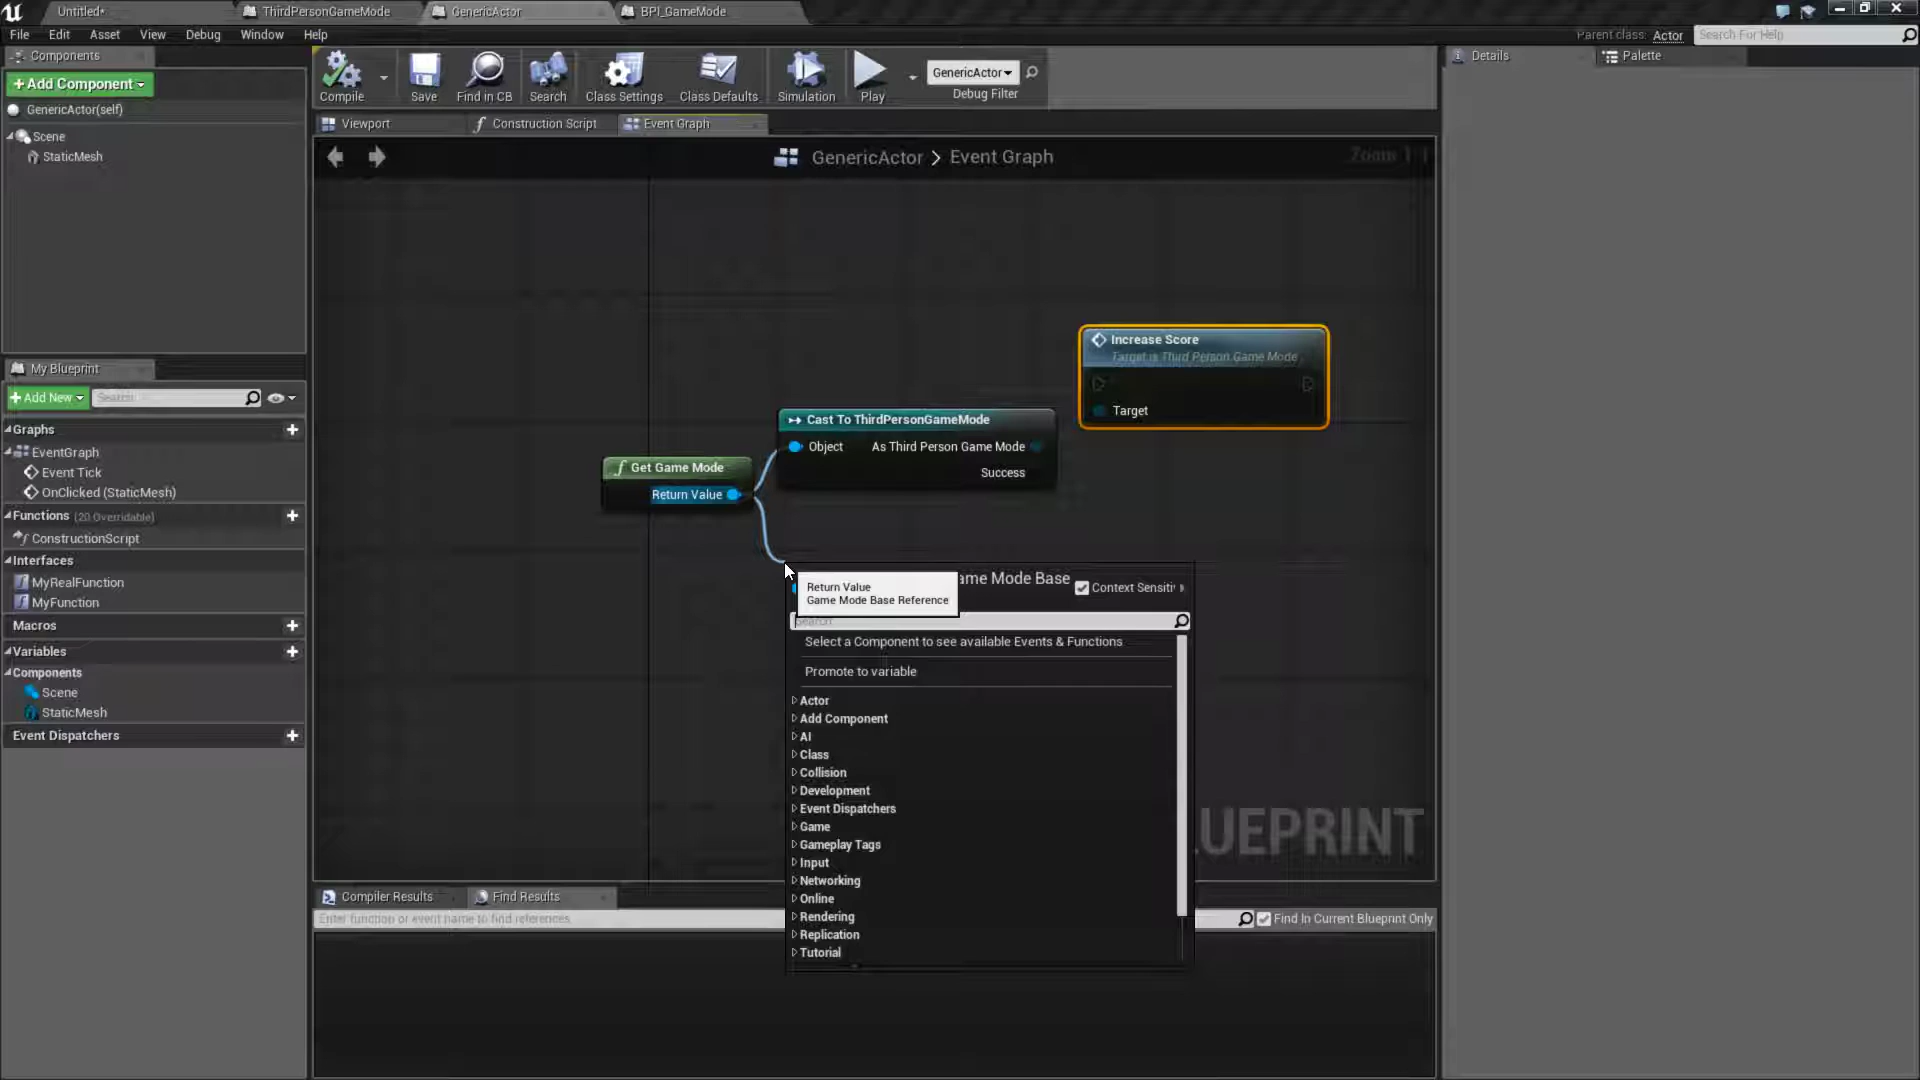 Untitled*
ThirdPersonGameMode
GenericActor
BPI_GameMode
File Edit Asset View Debug Window Help
Parent class: Actor
Search For Help
Components
+Add Component
GenericActor(self)
Scene
StaticMesh
Compile
Save
Find in CB
Search
Class Settings
Class Defaults
Simulation
Play
GenericActor
Debug Filter
Details
Palette
Viewport
Construction Script
Event Graph
GenericActor > Event Graph
Zoom 1:1
Increase Score
Target is Third Person Game Mode
Target
Cast To ThirdPersonGameMode
Object
As Third Person Game Mode
Success
Get Game Mode
Return Value
My Blueprint
+Add New
Search
Graphs
EventGraph
Event Tick
OnClicked (StaticMesh)
Functions (20 Overridable)
ConstructionScript
Interfaces
MyRealFunction
MyFunction
Macros
Variables
Components
Scene
StaticMesh
Event Dispatchers
Return Value
Game Mode Base Reference
ame Mode Base
Context Sensiti
Search
Select a Component to see available Events & Functions
Promote to variable
Actor
Add Component
AI
Class
Collision
Development
Event Dispatchers
Game
Gameplay Tags
Input
Networking
Online
Rendering
Replication
Tutorial
UEPRINT
Compiler Results
Find Results
Enter function or event name to find references
Find In Current Blueprint Only